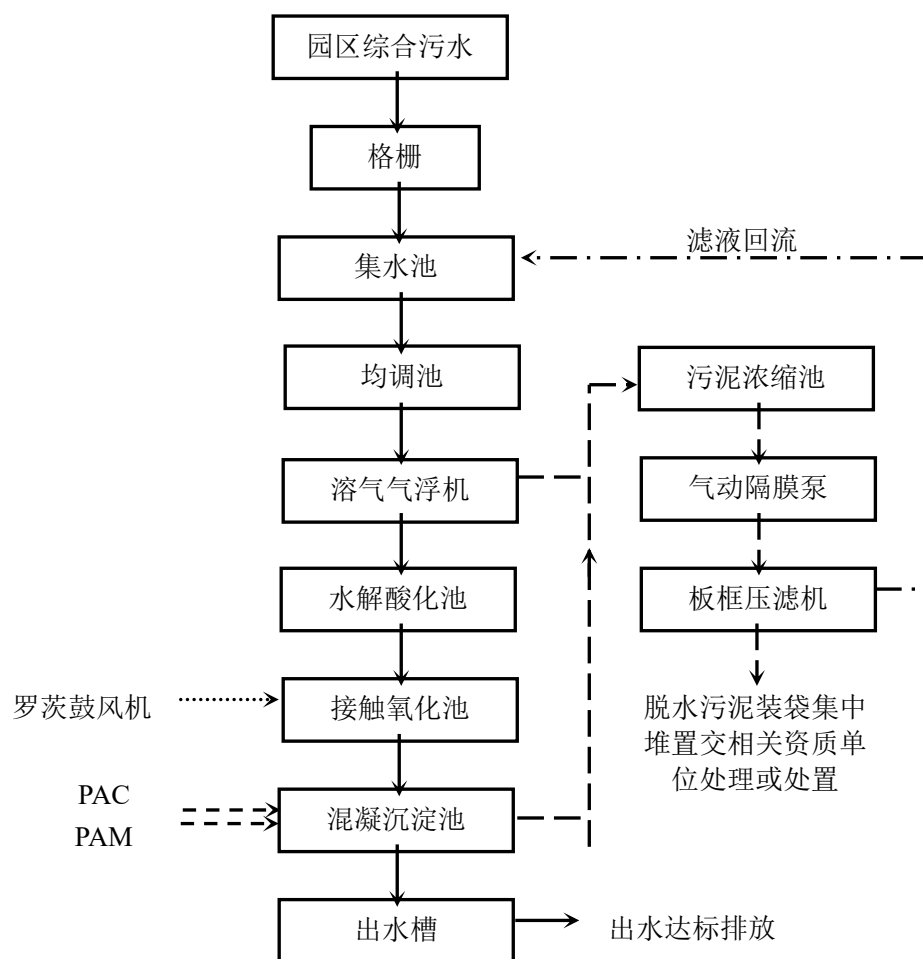 园区综合污水
格栅
滤液回流
集水池
均调池
污泥浓缩池
溶气气浮机
气动隔膜泵
水解酸化池
板框压滤机
罗茨鼓风机
接触氧化池
脱水污泥装袋集中
堆置交相关资质单
位处理或处置
PAC
PAM
混凝沉淀池
出水槽
出水达标排放